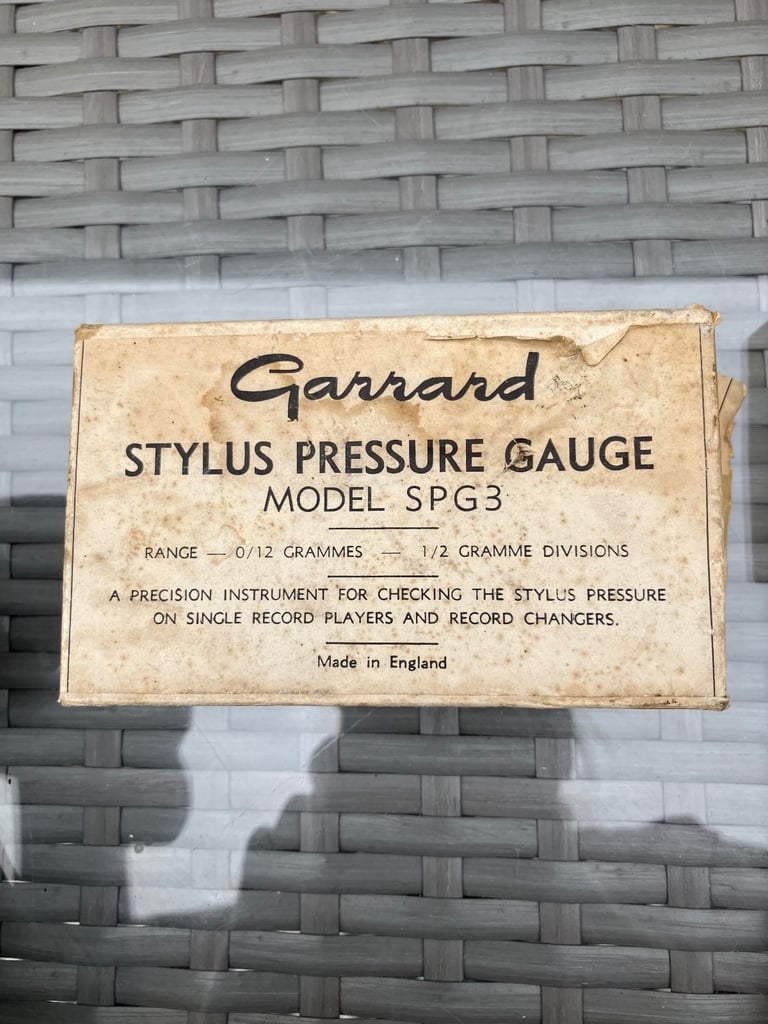 Garrard
STYLUS PRESSURE GAUGE
MODEL SPG3
RANGE — 0/12 GRAMMES — 1/2 GRAMME DIVISIONS
A PRECISION INSTRUMENT FOR CHECKING THE STYLUS PRESSURE
ON SINGLE RECORD PLAYERS AND RECORD CHANGERS.
Made in England